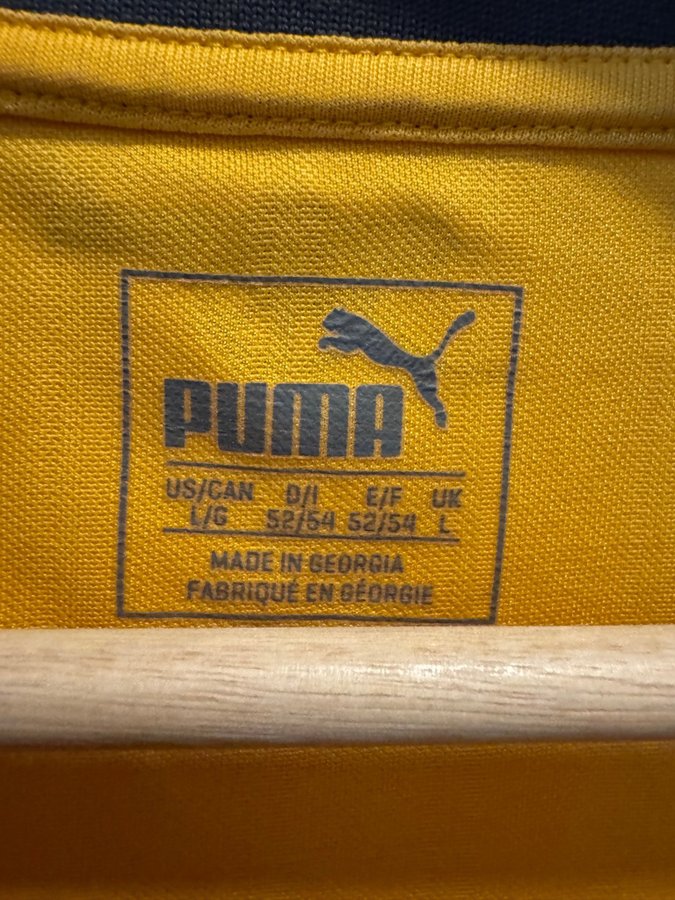 PUMA
US/CAN D/I E/F UK
L/G 52/54 52/54 L
MADE IN GEORGIA
FABRIQUÉ EN GÉORGIE